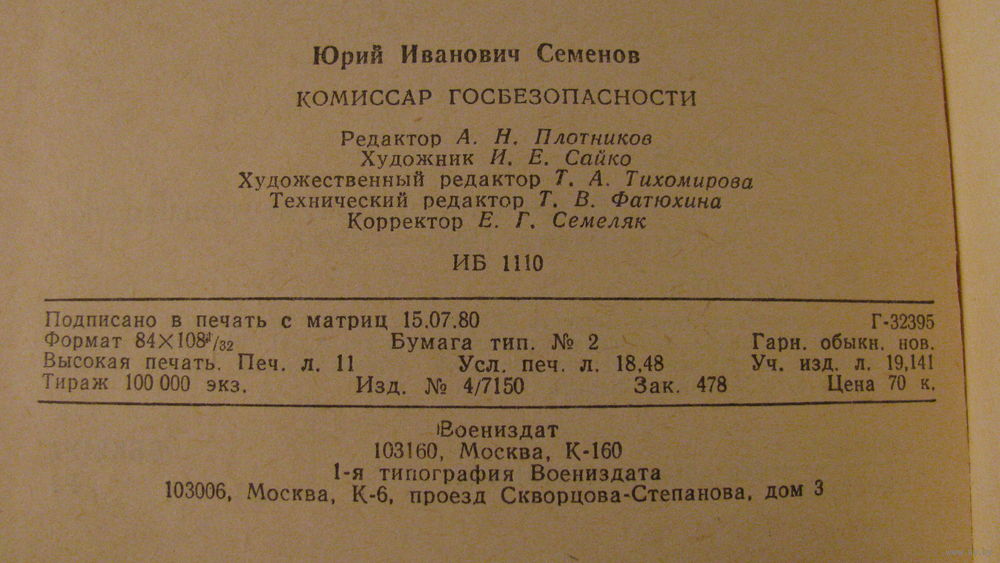 Юрий Иванович Семенов
КОМИССАР ГОСБЕЗОПАСНОСТИ
Редактор А. Н. Плотников
Художник И. Е. Сайко
Художественный редактор Т. А. Тихомирова
Технический редактор Т. В. Фатюхина
Корректор Е. Г. Семеляк
ИБ 1110
Подписано в печать с матриц 15.07.80 Г-32395
Формат 84×108¹/₃₂ Бумага тип. № 2 Гарн. обыкн. нов.
Высокая печать. Печ. л. 11 Усл. печ. л. 18,48 Уч. изд. л. 19,141
Тираж 100 000 экз. Изд. № 4/7150 Зак. 478 Цена 70 к.
Воениздат
103160, Москва, К-160
1-я типография Воениздата
103006, Москва, К-6, проезд Скворцова-Степанова, дом 3